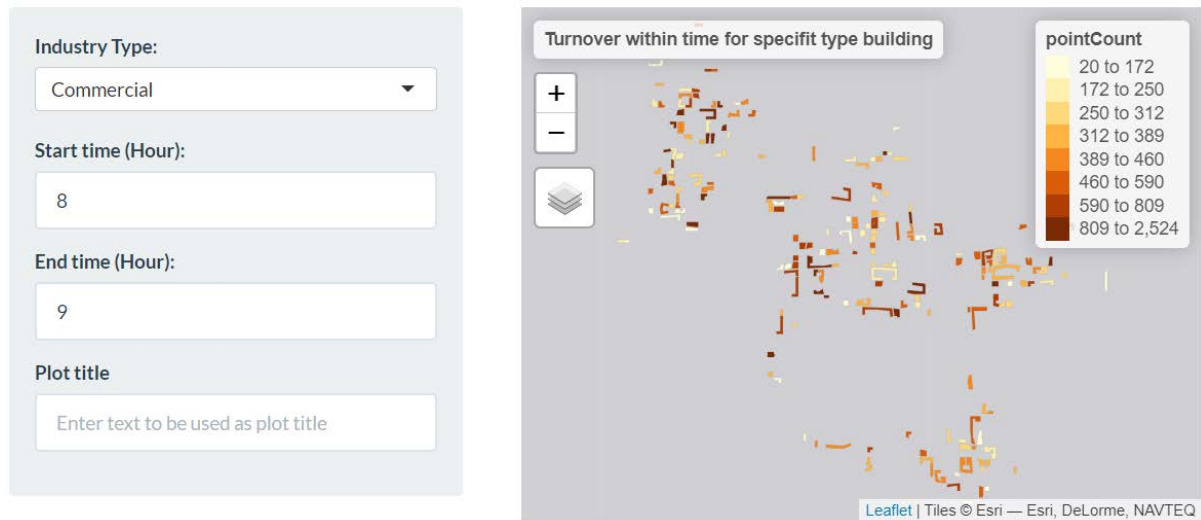 Industry Type:
Commercial
Start time (Hour):
8
End time (Hour):
9
Plot title
Enter text to be used as plot title
Turnover within time for specifit type building
+
−
pointCount
20 to 172
172 to 250
250 to 312
312 to 389
389 to 460
460 to 590
590 to 809
809 to 2,524
Leaflet | Tiles © Esri — Esri, DeLorme, NAVTEQ